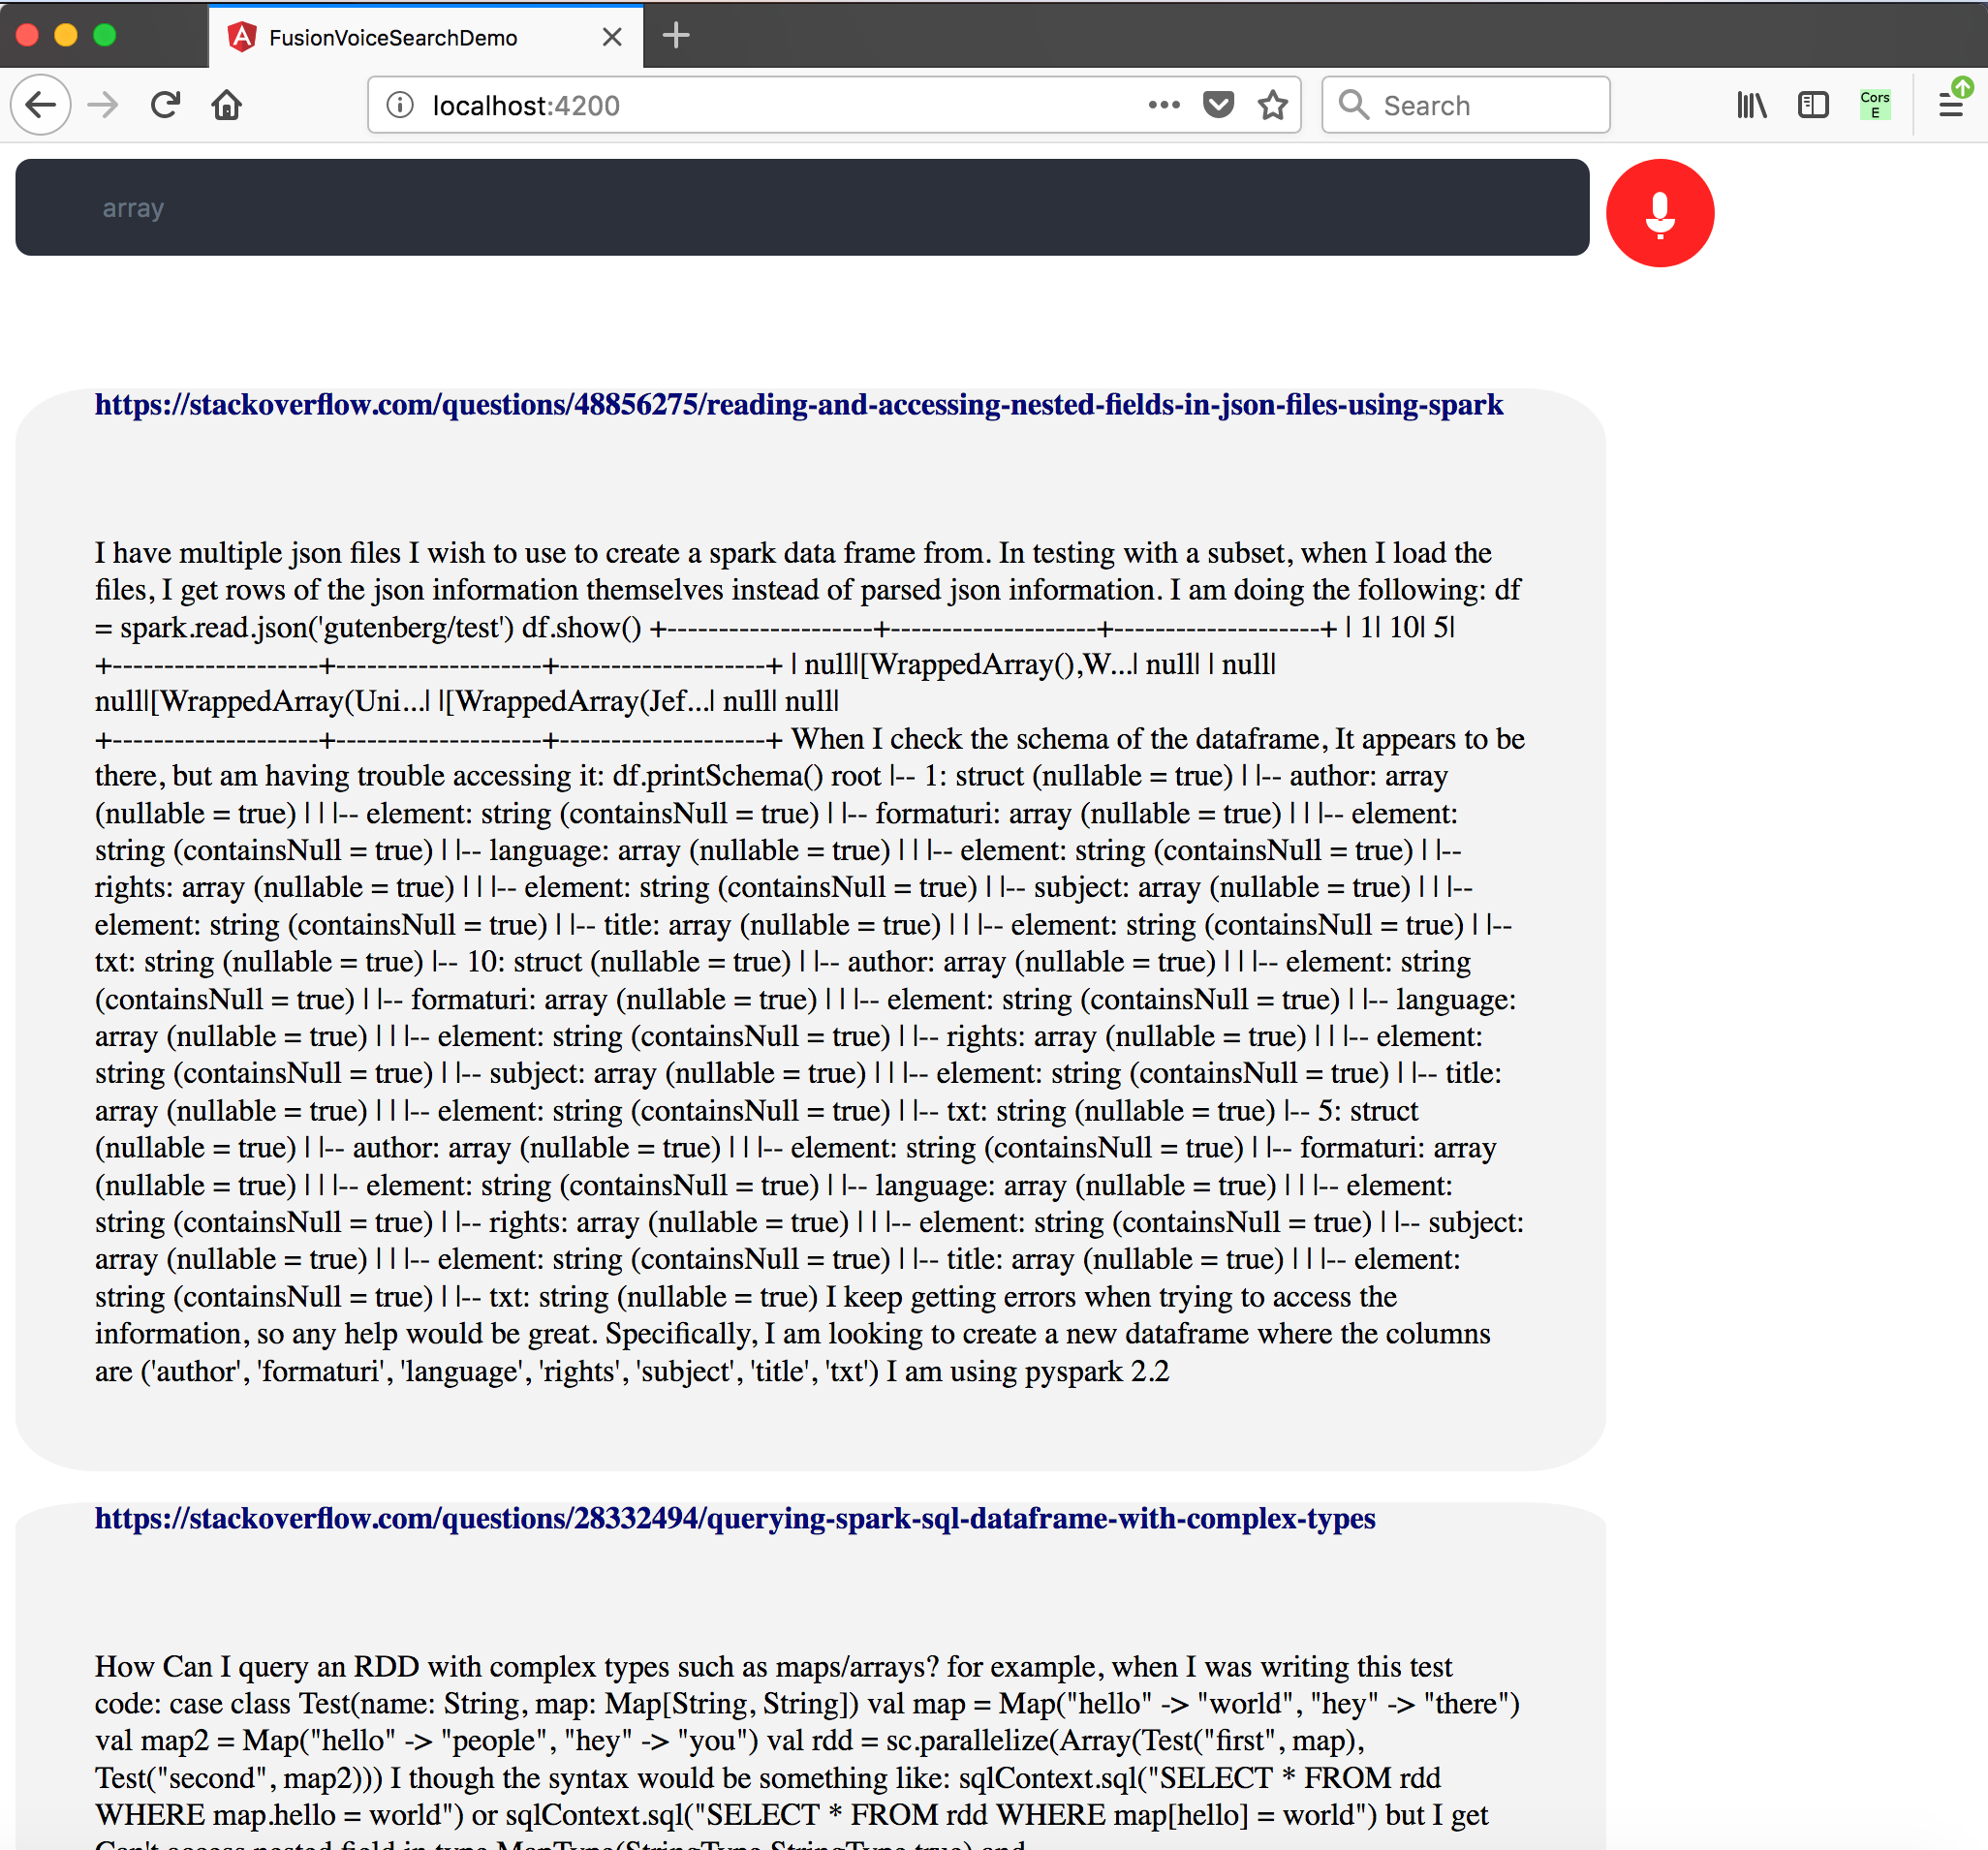 FusionVoiceSearchDemo
localhost:4200
Search
Cors
E
array
https://stackoverflow.com/questions/48856275/reading-and-accessing-nested-fields-in-json-files-using-spark
I have multiple json files I wish to use to create a spark data frame from. In testing with a subset, when I load the
files, I get rows of the json information themselves instead of parsed json information. I am doing the following: df
= spark.read.json('gutenberg/test') df.show() +--------------------+--------------------+--------------------+ | 1| 10| 5|
+--------------------+--------------------+--------------------+ | null|[WrappedArray(),W...| null| | null|
null|[WrappedArray(Uni...| |[WrappedArray(Jef...| null| null|
+--------------------+--------------------+--------------------+ When I check the schema of the dataframe, It appears to be
there, but am having trouble accessing it: df.printSchema() root |-- 1: struct (nullable = true) | |-- author: array
(nullable = true) | | |-- element: string (containsNull = true) | |-- formaturi: array (nullable = true) | | |-- element:
string (containsNull = true) | |-- language: array (nullable = true) | | |-- element: string (containsNull = true) | |--
rights: array (nullable = true) | | |-- element: string (containsNull = true) | |-- subject: array (nullable = true) | | |--
element: string (containsNull = true) | |-- title: array (nullable = true) | | |-- element: string (containsNull = true) | |--
txt: string (nullable = true) |-- 10: struct (nullable = true) | |-- author: array (nullable = true) | | |-- element: string
(containsNull = true) | |-- formaturi: array (nullable = true) | | |-- element: string (containsNull = true) | |-- language:
array (nullable = true) | | |-- element: string (containsNull = true) | |-- rights: array (nullable = true) | | |-- element:
string (containsNull = true) | |-- subject: array (nullable = true) | | |-- element: string (containsNull = true) | |-- title:
array (nullable = true) | | |-- element: string (containsNull = true) | |-- txt: string (nullable = true) |-- 5: struct
(nullable = true) | |-- author: array (nullable = true) | | |-- element: string (containsNull = true) | |-- formaturi: array
(nullable = true) | | |-- element: string (containsNull = true) | |-- language: array (nullable = true) | | |-- element:
string (containsNull = true) | |-- rights: array (nullable = true) | | |-- element: string (containsNull = true) | |-- subject:
array (nullable = true) | | |-- element: string (containsNull = true) | |-- title: array (nullable = true) | | |-- element:
string (containsNull = true) | |-- txt: string (nullable = true) I keep getting errors when trying to access the
information, so any help would be great. Specifically, I am looking to create a new dataframe where the columns
are ('author', 'formaturi', 'language', 'rights', 'subject', 'title', 'txt') I am using pyspark 2.2
https://stackoverflow.com/questions/28332494/querying-spark-sql-dataframe-with-complex-types
How Can I query an RDD with complex types such as maps/arrays? for example, when I was writing this test
code: case class Test(name: String, map: Map[String, String]) val map = Map("hello" -> "world", "hey" -> "there")
val map2 = Map("hello" -> "people", "hey" -> "you") val rdd = sc.parallelize(Array(Test("first", map),
Test("second", map2))) I though the syntax would be something like: sqlContext.sql("SELECT * FROM rdd
WHERE map.hello = world") or sqlContext.sql("SELECT * FROM rdd WHERE map[hello] = world") but I get
Can't access nested field in type MapType(StringType,StringType,true) and